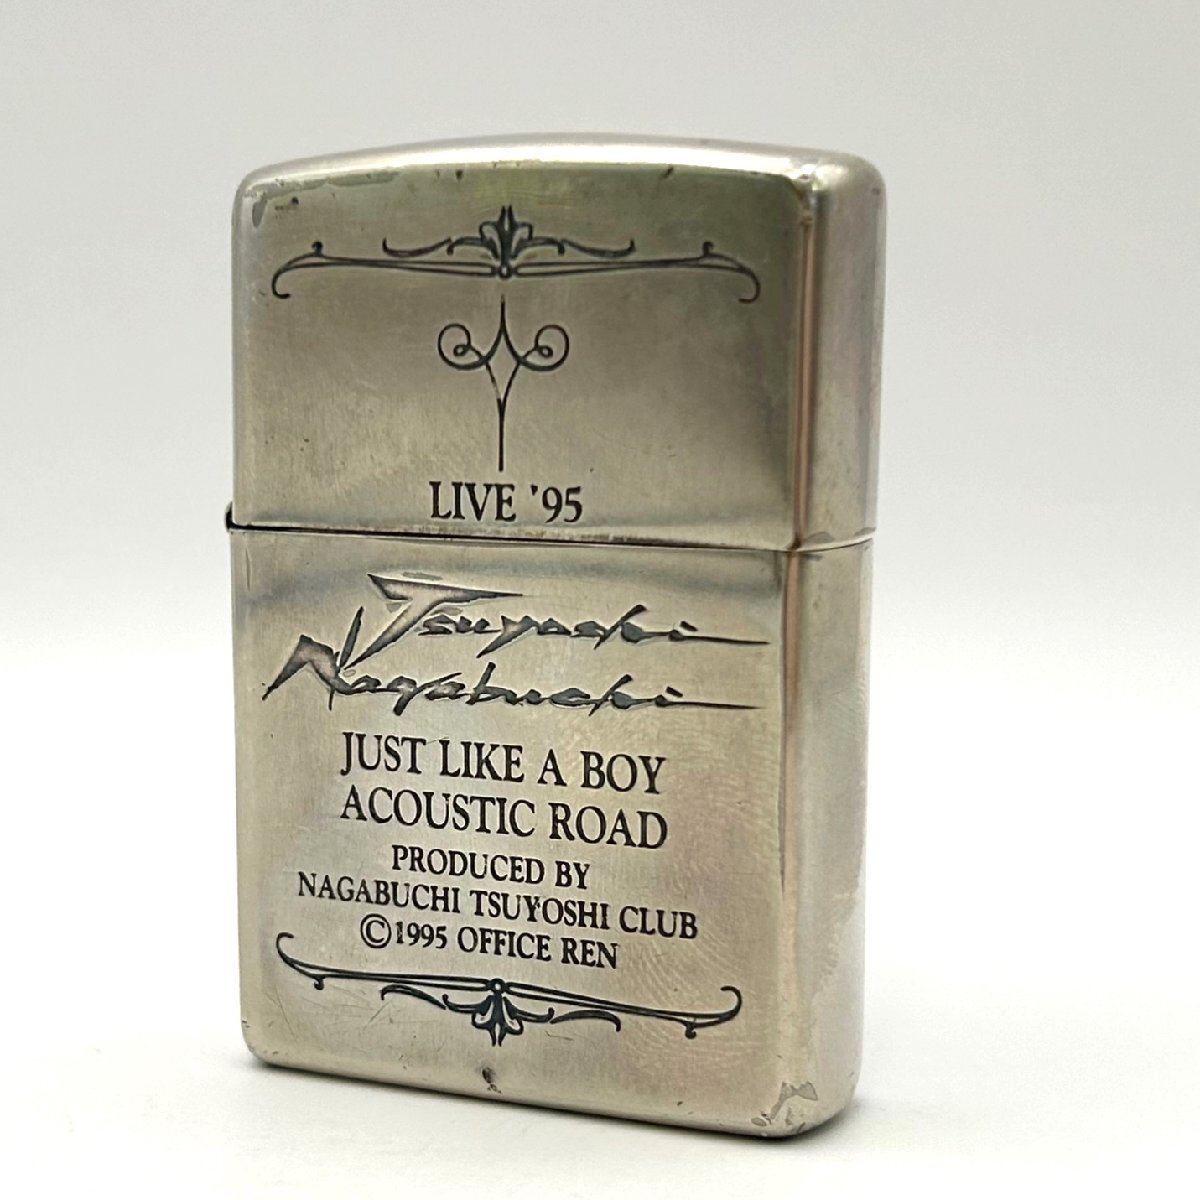 LIVE '95
Tsuyoshi
Nagabuchi
JUST LIKE A BOY
ACOUSTIC ROAD
PRODUCED BY
NAGABUCHI TSUYOSHI CLUB
©1995 OFFICE REN